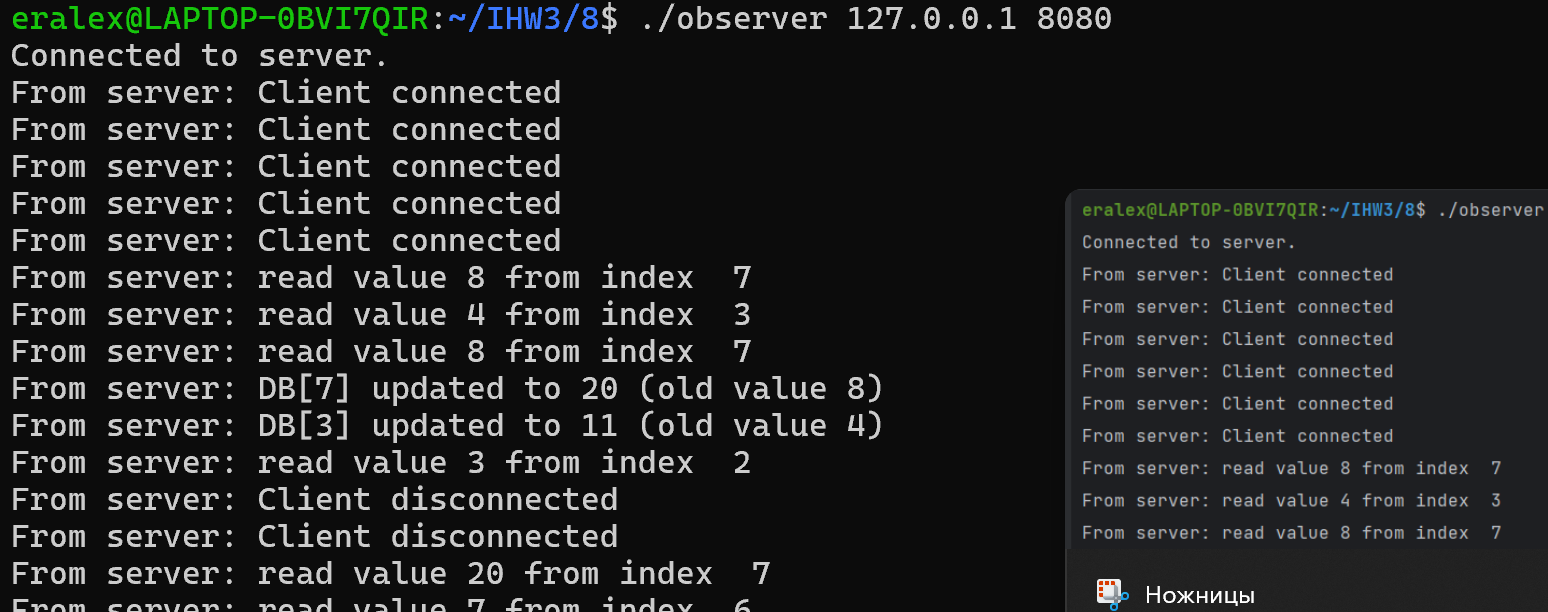 eralex@LAPTOP-0BVI7QIR:~/IHW3/8$ ./observer 127.0.0.1 8080
Connected to server.
From server: Client connected
From server: Client connected
From server: Client connected
From server: Client connected
From server: Client connected
From server: read value 8 from index  7
From server: read value 4 from index  3
From server: read value 8 from index  7
From server: DB[7] updated to 20 (old value 8)
From server: DB[3] updated to 11 (old value 4)
From server: read value 3 from index  2
From server: Client disconnected
From server: Client disconnected
From server: read value 20 from index  7
From server: read value 7 from index  6
eralex@LAPTOP-0BVI7QIR:~/IHW3/8$ ./observer
Connected to server.
From server: Client connected
From server: Client connected
From server: Client connected
From server: Client connected
From server: Client connected
From server: Client connected
From server: read value 8 from index  7
From server: read value 4 from index  3
From server: read value 8 from index  7
Ножницы